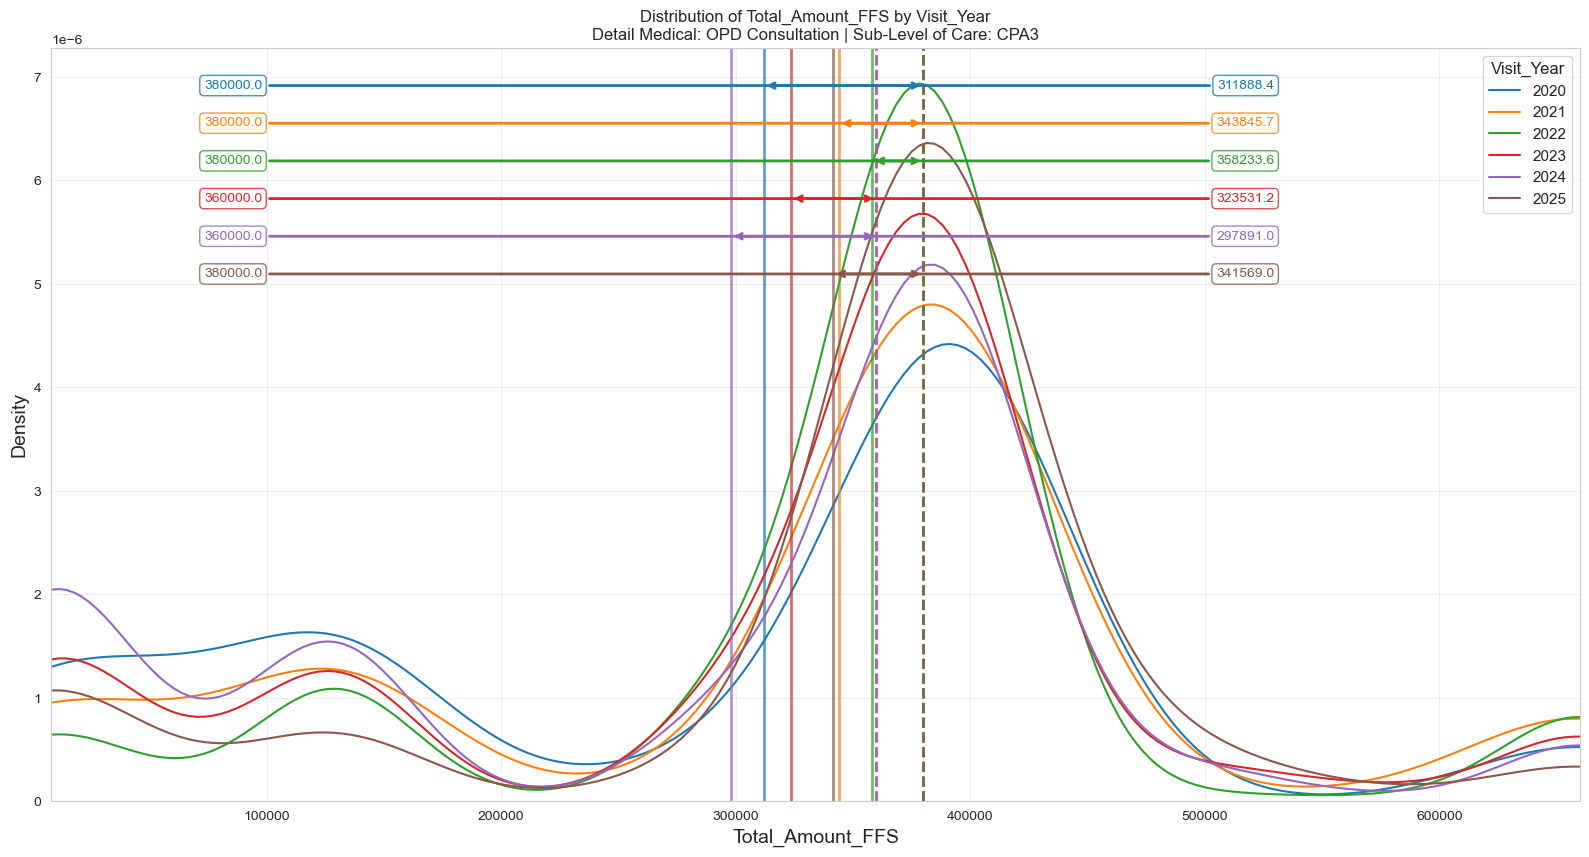 Distribution of Total_Amount_FFS by Visit_Year
Detail Medical: OPD Consultation | Sub-Level of Care: CPA3
1e−6
7
6
5
4
3
2
1
0
Density
380000.0 311888.4
380000.0 343845.7
380000.0 358233.6
360000.0 323531.2
360000.0 297891.0
380000.0 341569.0
Visit_Year
2020
2021
2022
2023
2024
2025
100000 200000 300000 400000 500000 600000
Total_Amount_FFS